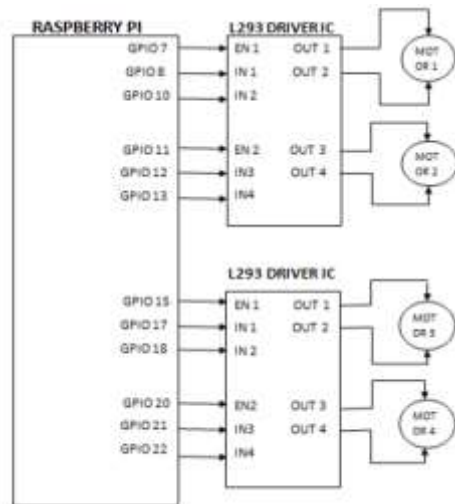 RASPBERRY PI
L293 DRIVER IC
GPIO 7
EN 1
OUT 1
GPIO 8
IN 1
OUT 2
GPIO 10
IN 2
MOT
OR 1
GPIO 11
EN 2
OUT 3
GPIO 12
IN3
OUT 4
GPIO 13
IN4
MOT
OR 2
L293 DRIVER IC
GPIO 15
EN 1
OUT 1
GPIO 17
IN 1
OUT 2
GPIO 18
IN 2
MOT
OR 3
GPIO 20
EN2
OUT 3
GPIO 21
IN3
OUT 4
GPIO 22
IN4
MOT
OR 4